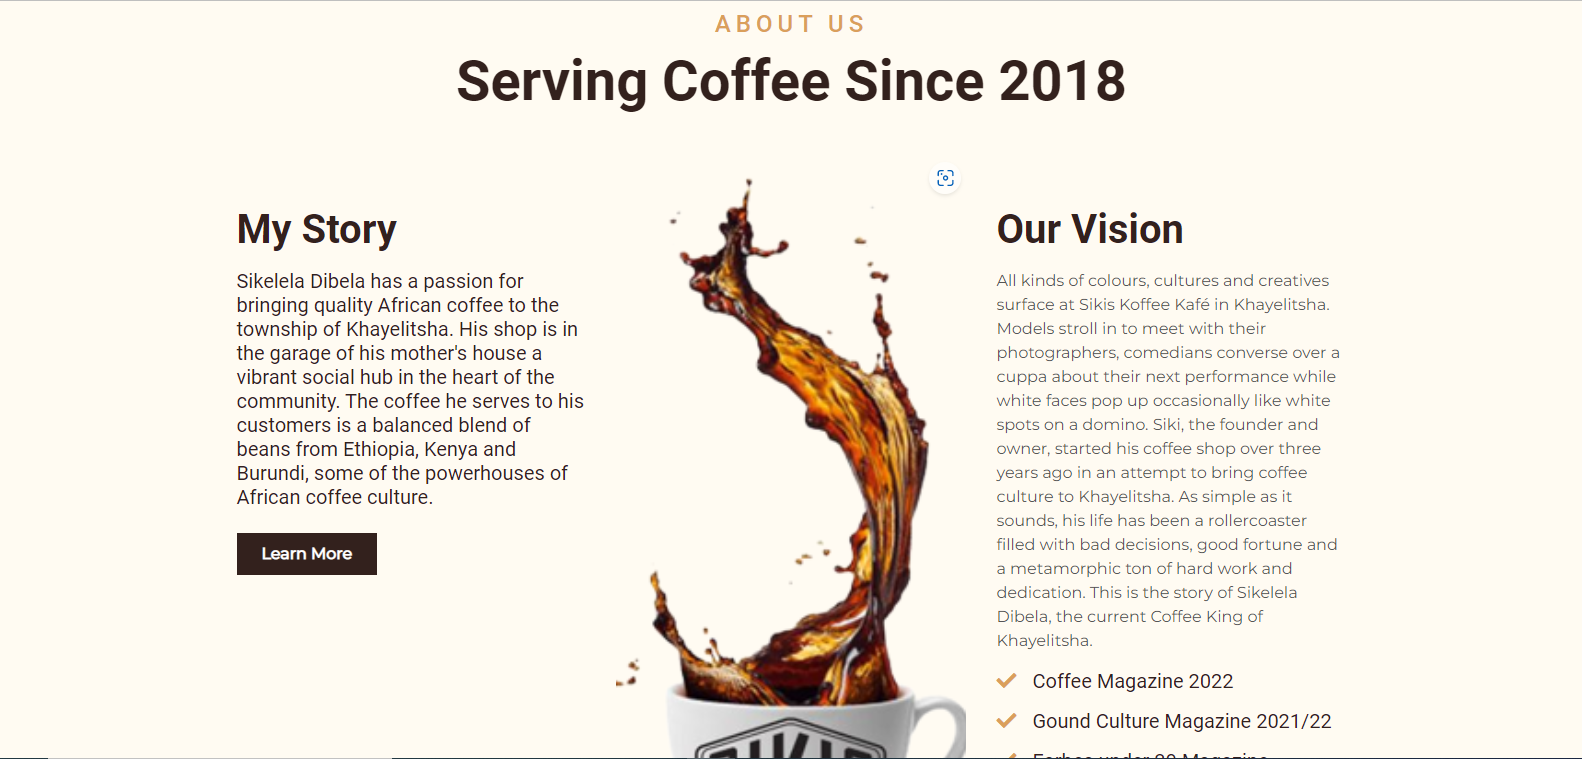 ABOUT US
Serving Coffee Since 2018
My Story
Sikelela Dibela has a passion for
bringing quality African coffee to the
township of Khayelitsha. His shop is in
the garage of his mother's house a
vibrant social hub in the heart of the
community. The coffee he serves to his
customers is a balanced blend of
beans from Ethiopia, Kenya and
Burundi, some of the powerhouses of
African coffee culture.
Learn More
Our Vision
All kinds of colours, cultures and creatives
surface at Sikis Koffee Kafé in Khayelitsha.
Models stroll in to meet with their
photographers, comedians converse over a
cuppa about their next performance while
white faces pop up occasionally like white
spots on a domino. Siki, the founder and
owner, started his coffee shop over three
years ago in an attempt to bring coffee
culture to Khayelitsha. As simple as it
sounds, his life has been a rollercoaster
filled with bad decisions, good fortune and
a metamorphic ton of hard work and
dedication. This is the story of Sikelela
Dibela, the current Coffee King of
Khayelitsha.
Coffee Magazine 2022
Gound Culture Magazine 2021/22